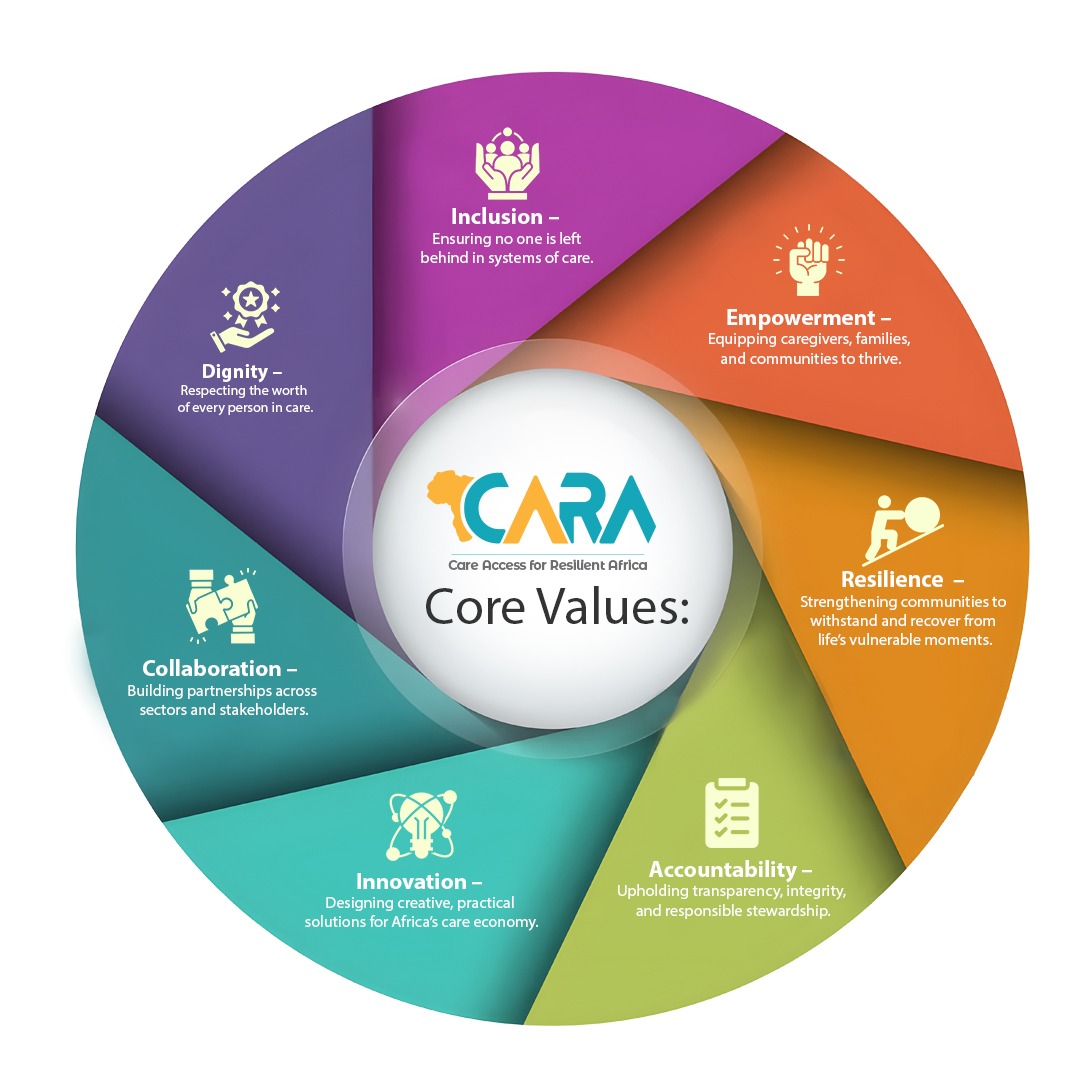 CARA
Care Access for Resilient Africa
Core Values:
Inclusion –
Ensuring no one is left
behind in systems of care.
Empowerment –
Equipping caregivers, families,
and communities to thrive.
Resilience –
Strengthening communities to
withstand and recover from
life's vulnerable moments.
Accountability –
Upholding transparency, integrity,
and responsible stewardship.
Innovation –
Designing creative, practical
solutions for Africa's care economy.
Collaboration –
Building partnerships across
sectors and stakeholders.
Dignity –
Respecting the worth
of every person in care.